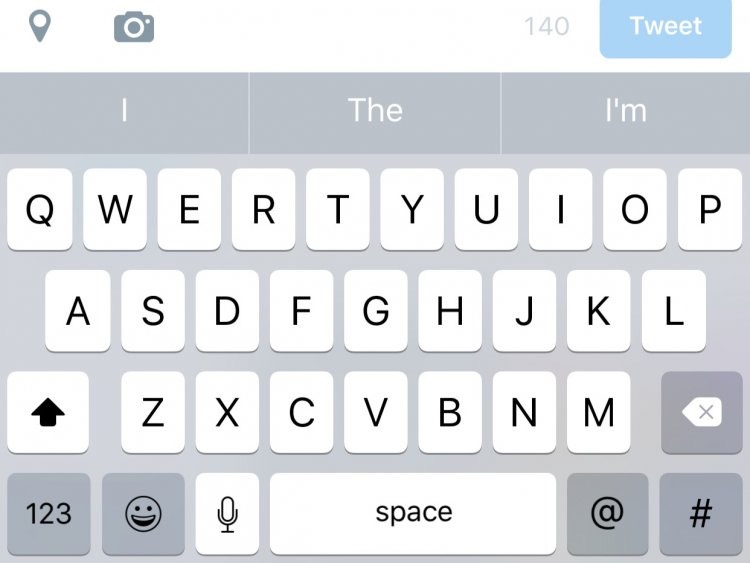 140 Tweet
I The I'm
Q W E R T Y U I O P
A S D F G H J K L
Z X C V B N M
123 space @ #